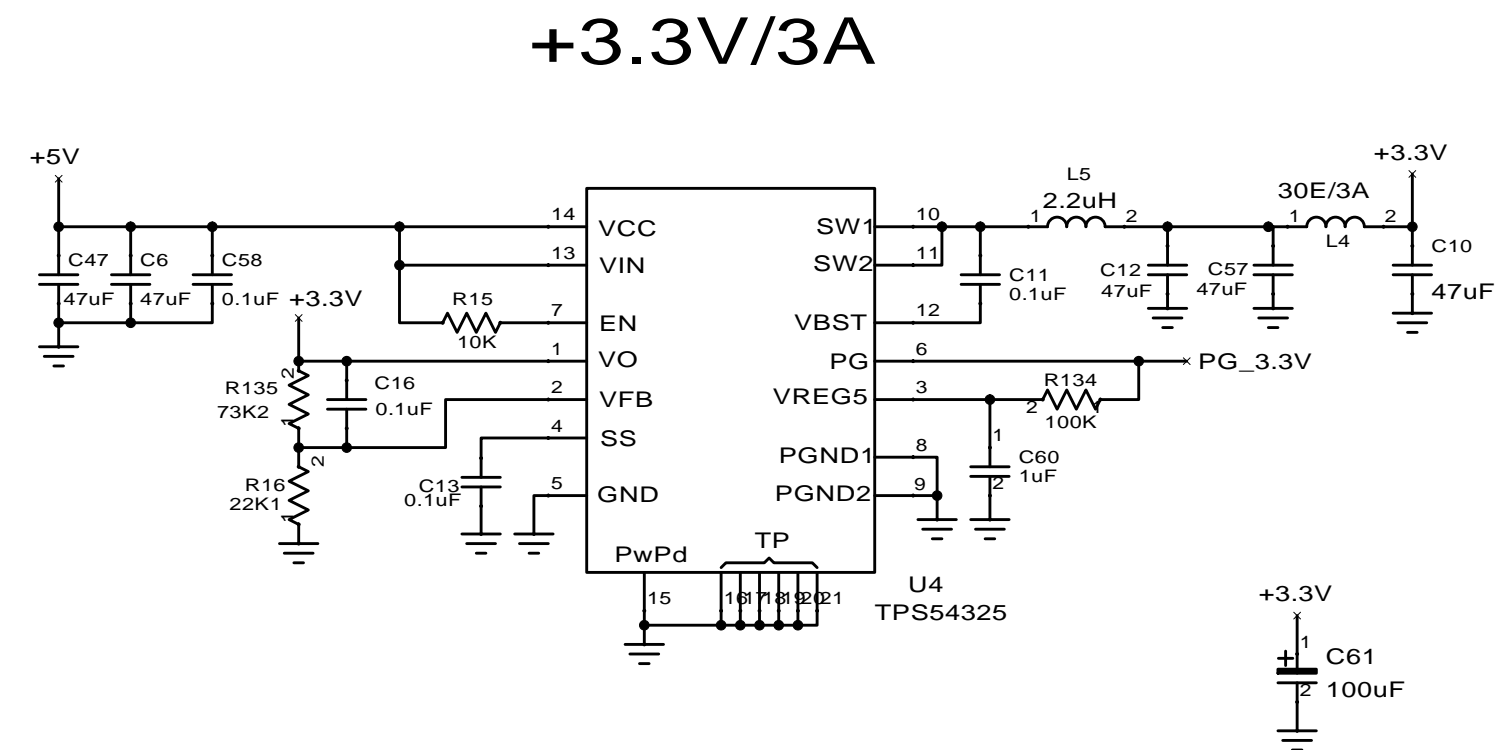 +3.3V/3A
+5V
C47
47uF
C6
47uF
C58
0.1uF
+3.3V
R15
10K
R135
73K2
2
1
C16
0.1uF
R16
22K1
2
1
C13
0.1uF
14
13
7
1
2
4
5
VCC
VIN
EN
VO
VFB
SS
GND
PwPd
TP
15
16
17
18
19
20
21
SW1
SW2
VBST
PG
VREG5
PGND1
PGND2
10
11
12
6
3
8
9
U4
TPS54325
C11
0.1uF
L5
2.2uH
1
2
C12
47uF
C57
47uF
30E/3A
1
2
L4
+3.3V
C10
47uF
PG_3.3V
R134
2
1
100K
1
C60
1uF
2
+3.3V
1
+
C61
2
100uF